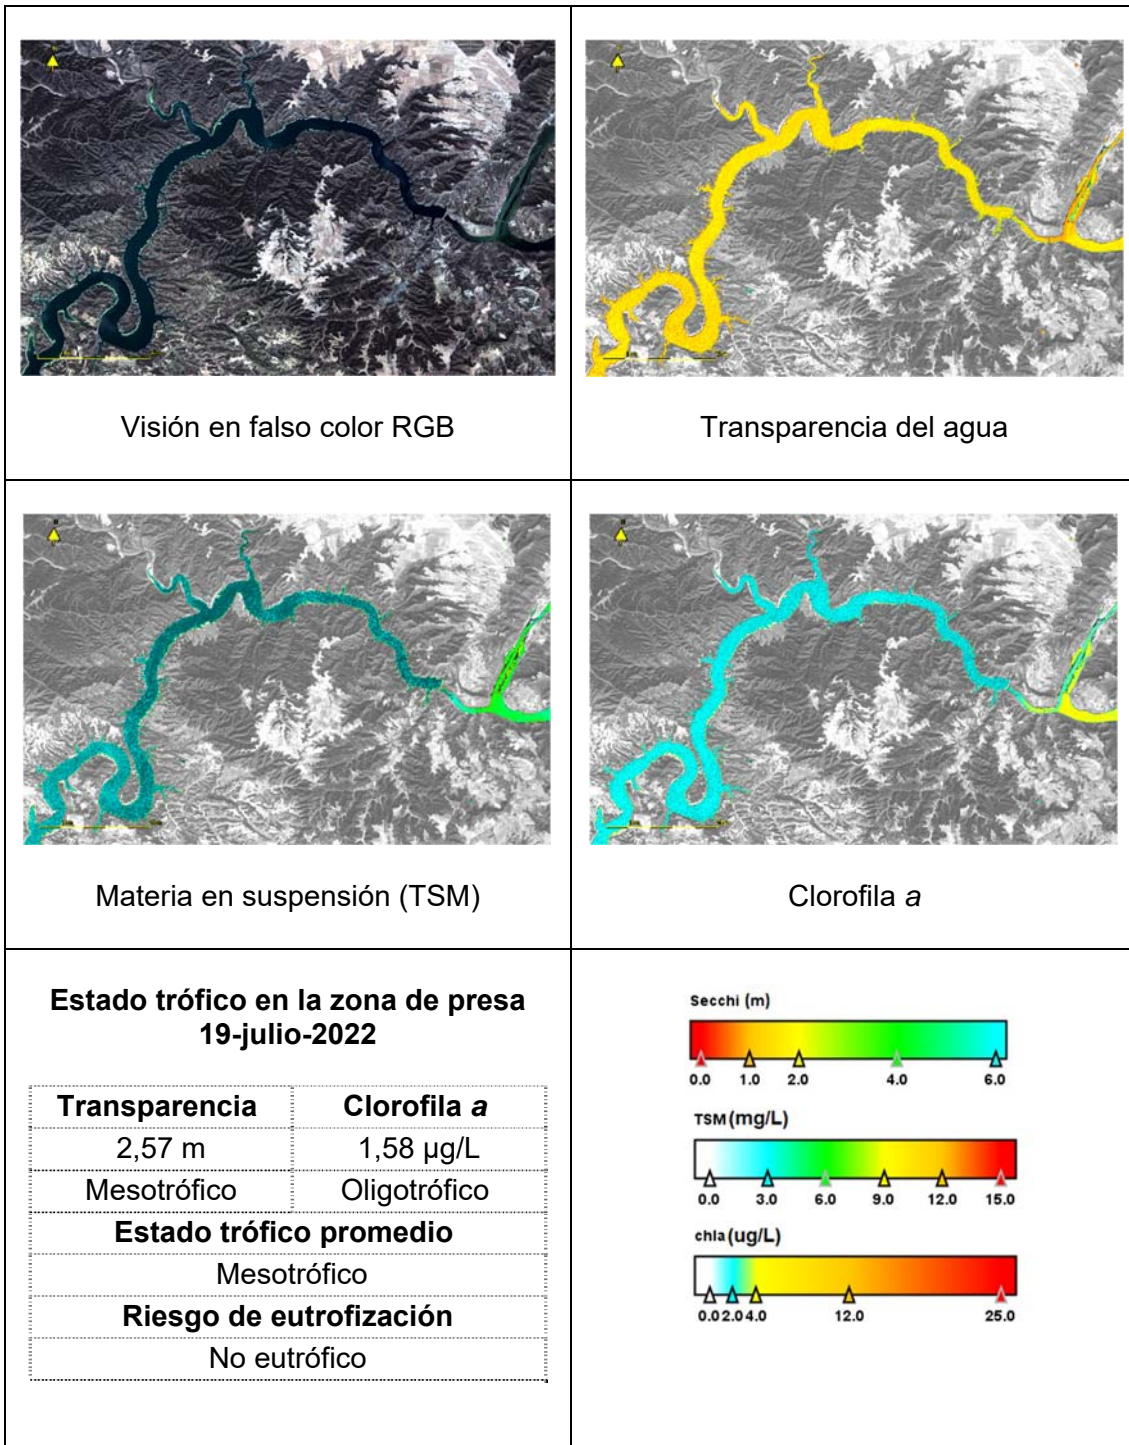 Visión en falso color RGB
Transparencia del agua
Materia en suspensión (TSM)
Clorofila a
Estado trófico en la zona de presa
19-julio-2022
Transparencia Clorofila a
2,57 m 1,58 µg/L
Mesotrófico Oligotrófico
Estado trófico promedio
Mesotrófico
Riesgo de eutrofización
No eutrófico
Secchi (m)
0.0 1.0 2.0 4.0 6.0
TSM (mg/L)
0.0 3.0 6.0 9.0 12.0 15.0
chla (ug/L)
0.0 2.0 4.0 12.0 25.0